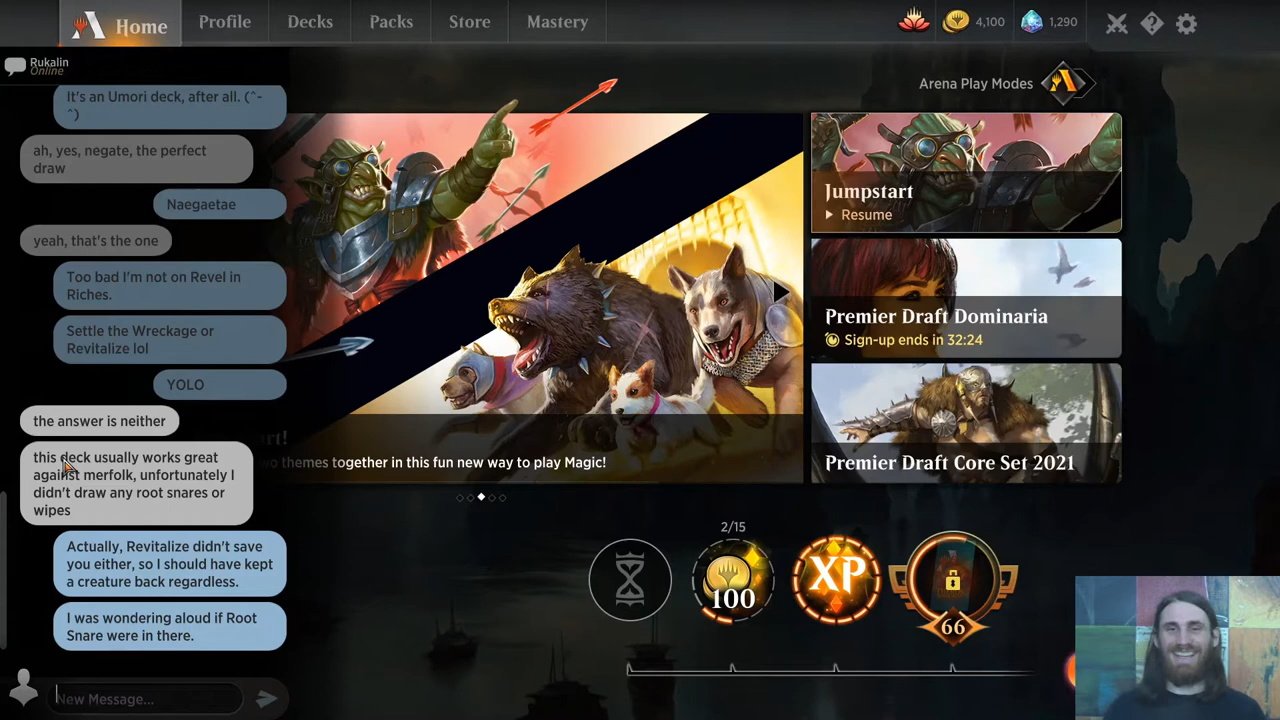 Home
Profile
Decks
Packs
Store
Mastery
4,100
1,290
Rukalin
Online
It's an Umori deck, after all. (^-
^)
ah, yes, negate, the perfect
draw
Naegaetae
yeah, that's the one
Too bad I'm not on Revel in
Riches.
Settle the Wreckage or
Revitalize lol
YOLO
the answer is neither
this deck usually works great
against merfolk, unfortunately I
didn't draw any root snares or
wipes
Actually, Revitalize didn't save
you either, so I should have kept
a creature back regardless.
I was wondering aloud if Root
Snare were in there.
New Message...
Arena Play Modes
Jumpstart
Resume
Premier Draft Dominaria
Sign-up ends in 32:24
Premier Draft Core Set 2021
two themes together in this fun new way to play Magic!
2/15
100
XP
66